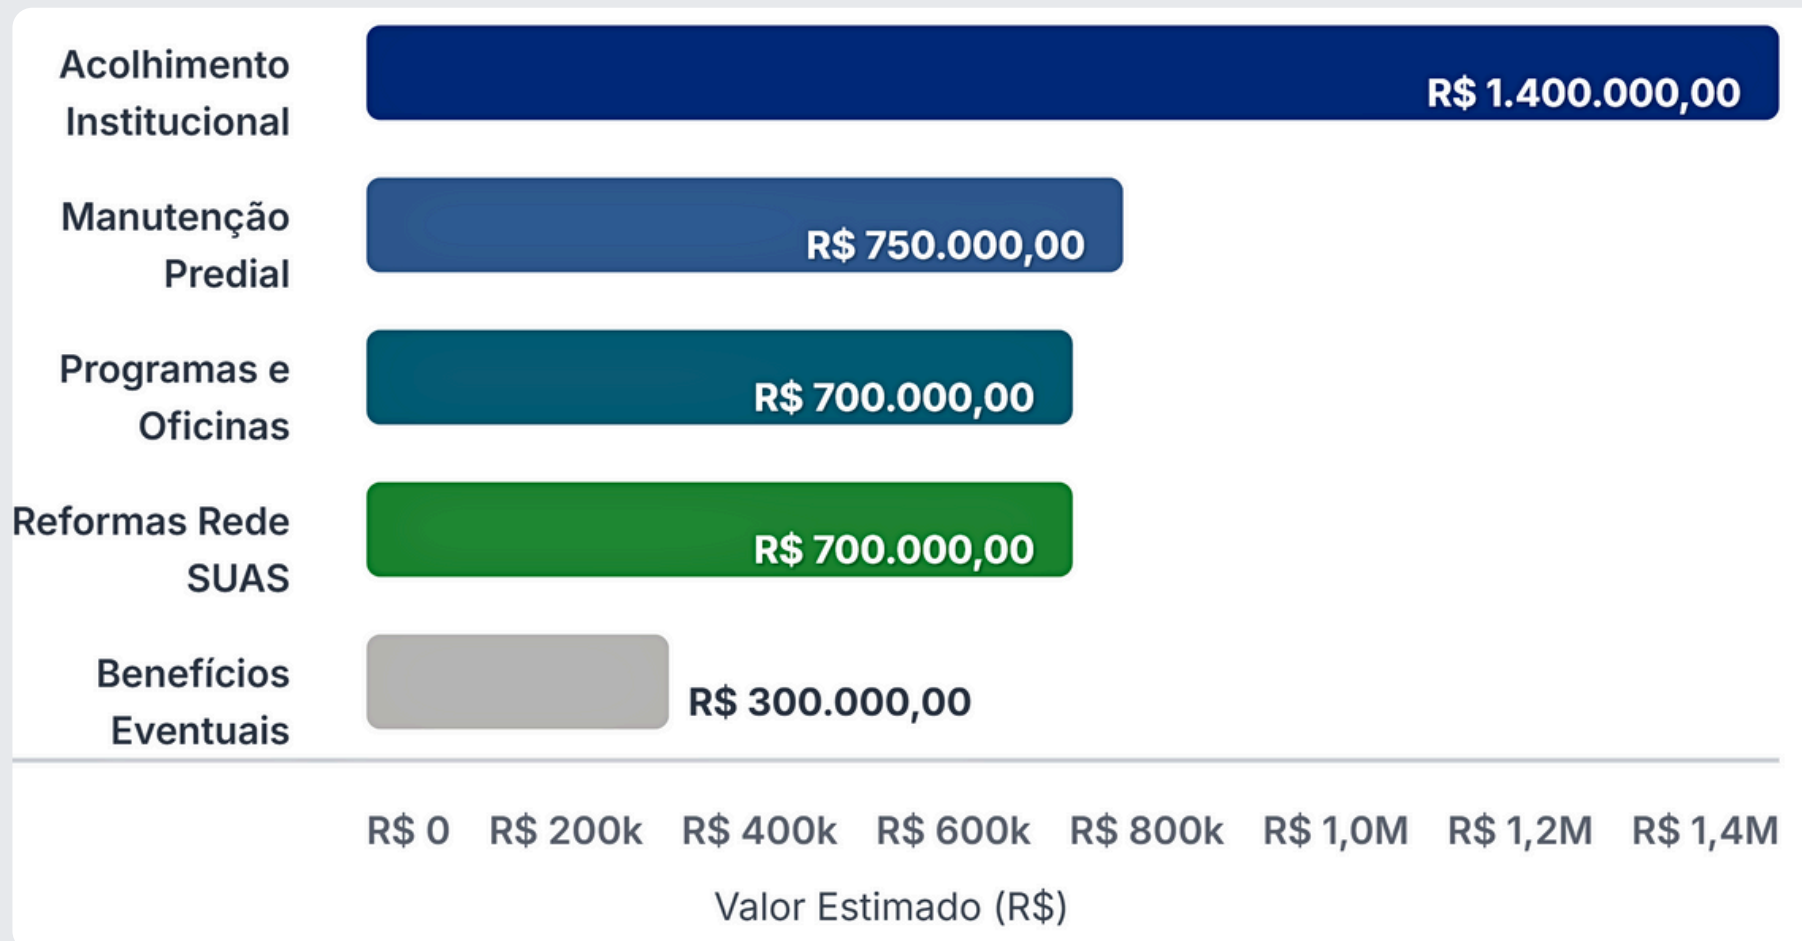 Acolhimento
Institucional
R$ 1.400.000,00
Manutenção
Predial
R$ 750.000,00
Programas e
Oficinas
R$ 700.000,00
Reformas Rede
SUAS
R$ 700.000,00
Benefícios
Eventuais
R$ 300.000,00
R$ 0 R$ 200k R$ 400k R$ 600k R$ 800k R$ 1,0M R$ 1,2M R$ 1,4M
Valor Estimado (R$)